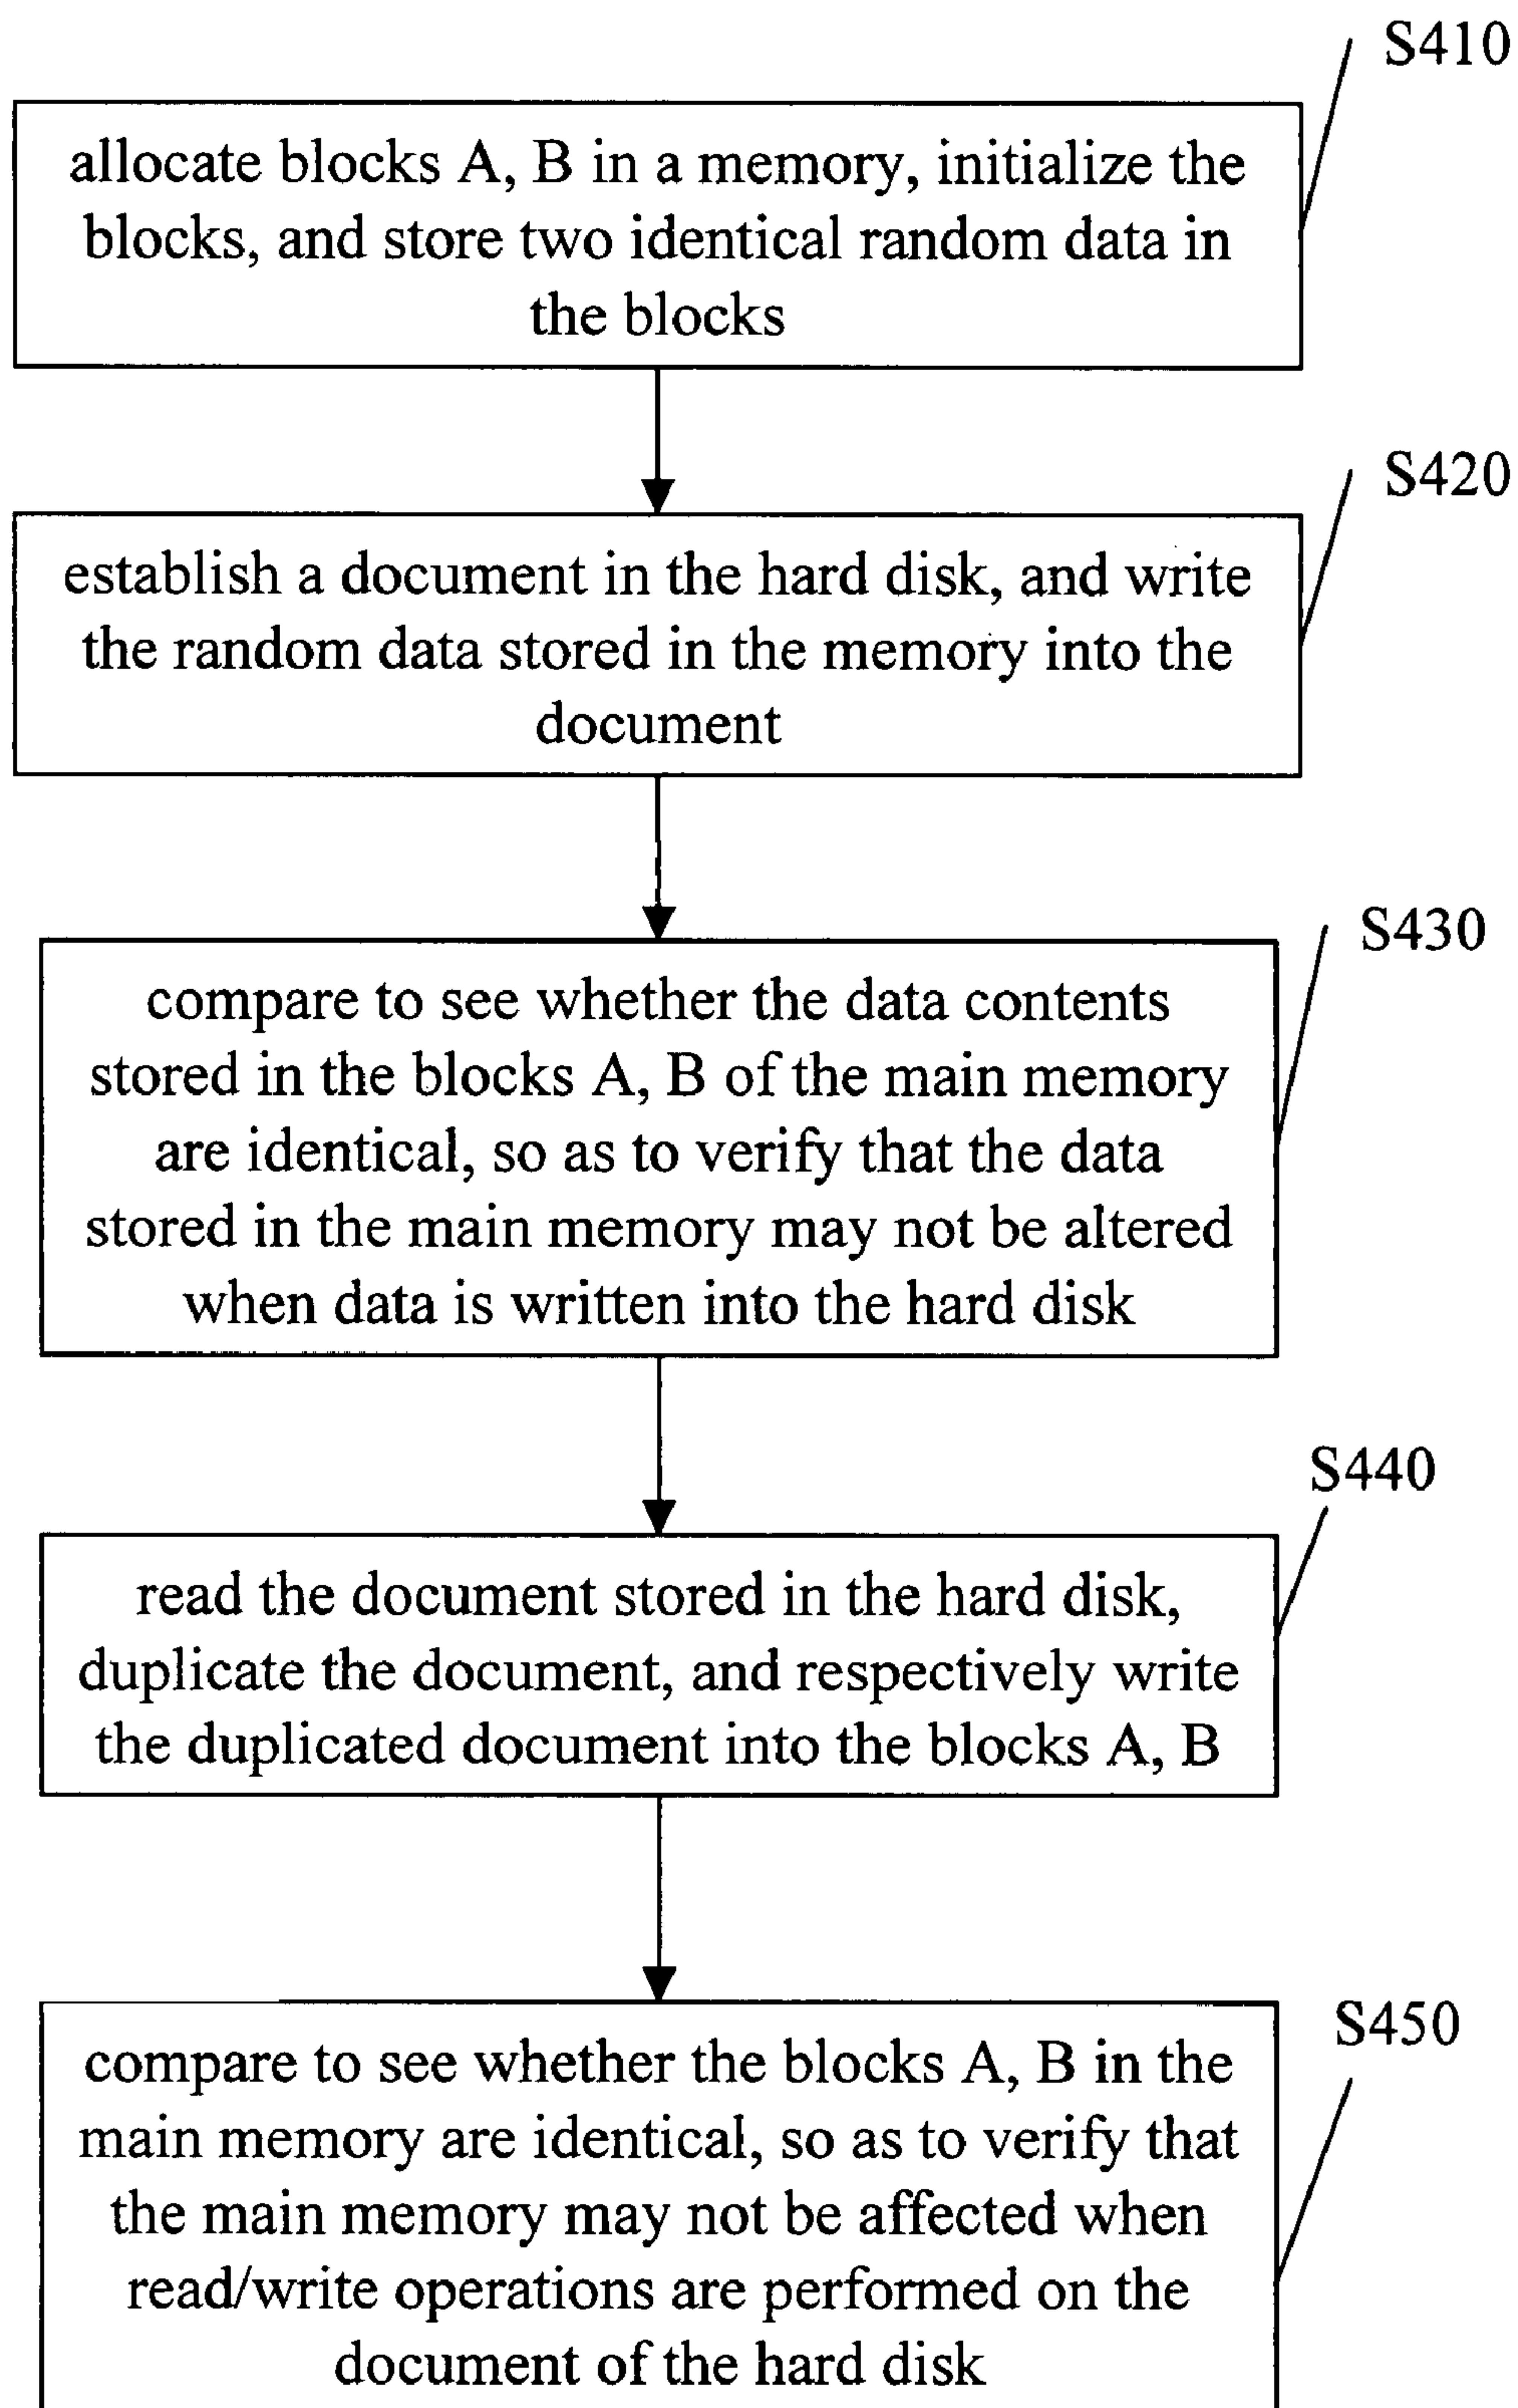 S410
allocate blocks A, B in a memory, initialize the
blocks, and store two identical random data in
the blocks
S420
establish a document in the hard disk, and write
the random data stored in the memory into the
document
S430
compare to see whether the data contents
stored in the blocks A, B of the main memory
are identical, so as to verify that the data
stored in the main memory may not be altered
when data is written into the hard disk
S440
read the document stored in the hard disk,
duplicate the document, and respectively write
the duplicated document into the blocks A, B
S450
compare to see whether the blocks A, B in the
main memory are identical, so as to verify that
the main memory may not be affected when
read/write operations are performed on the
document of the hard disk